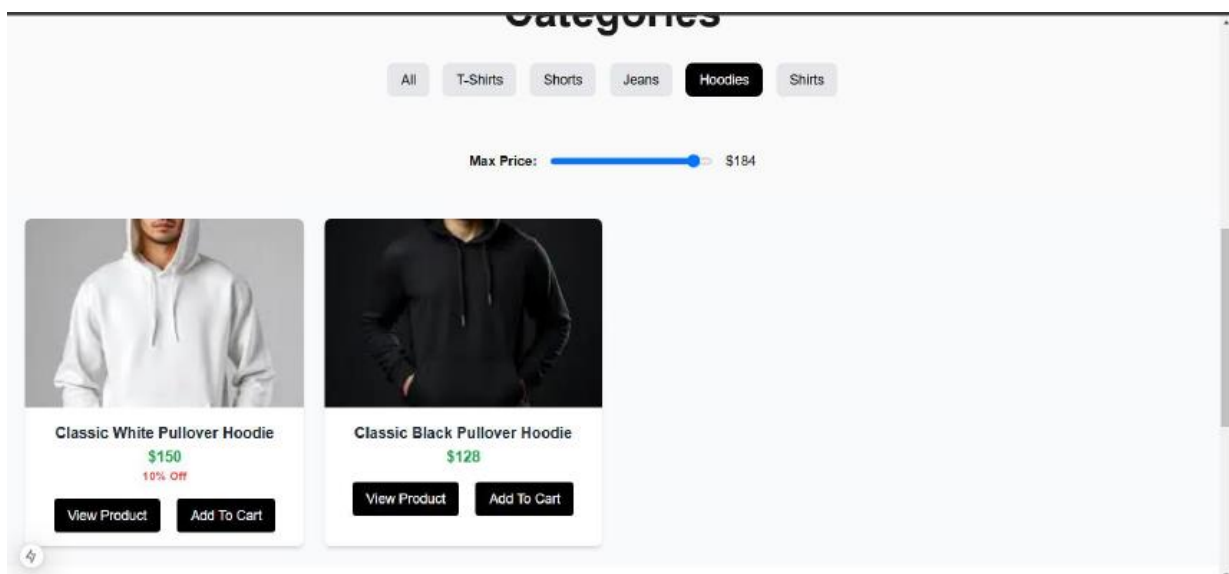 Categories
All T-Shirts Shorts Jeans Hoodies Shirts
Max Price: $184
Classic White Pullover Hoodie
$150
10% Off
View Product Add To Cart
Classic Black Pullover Hoodie
$128
View Product Add To Cart